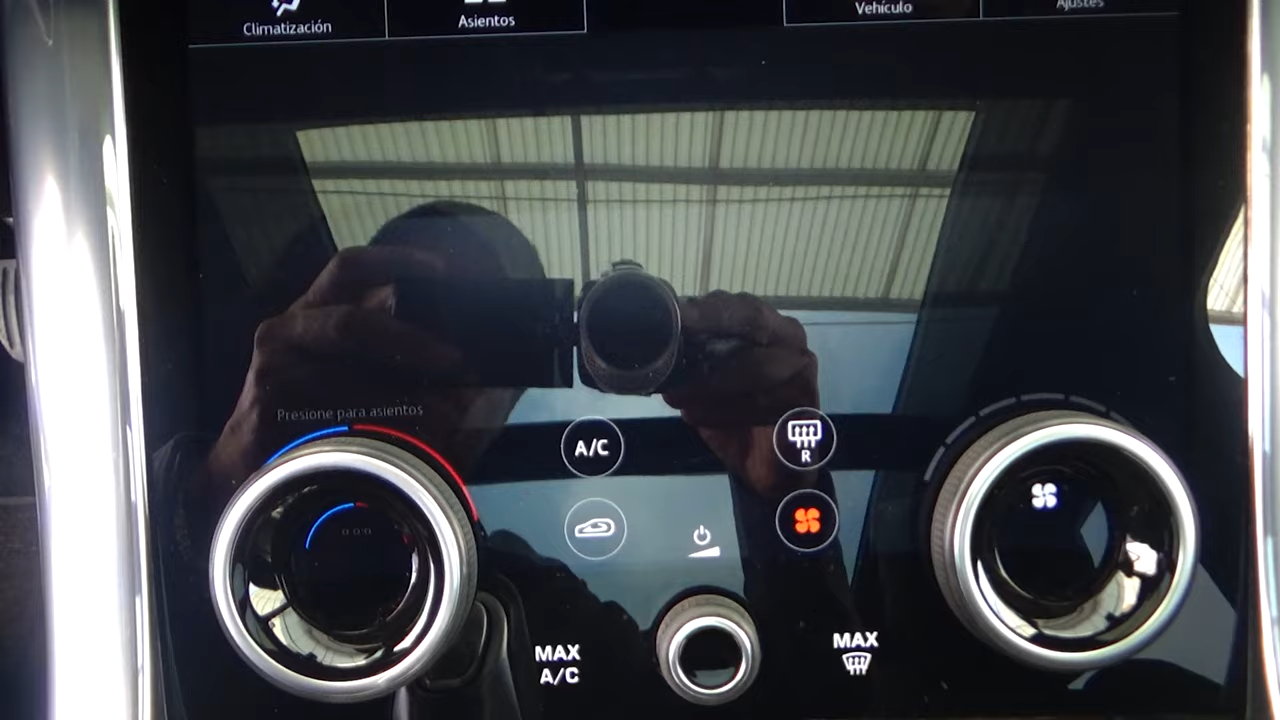 Climatización
Asientos
Vehículo
Ajustes
Presione para asientos
A/C
R
MAX
A/C
MAX